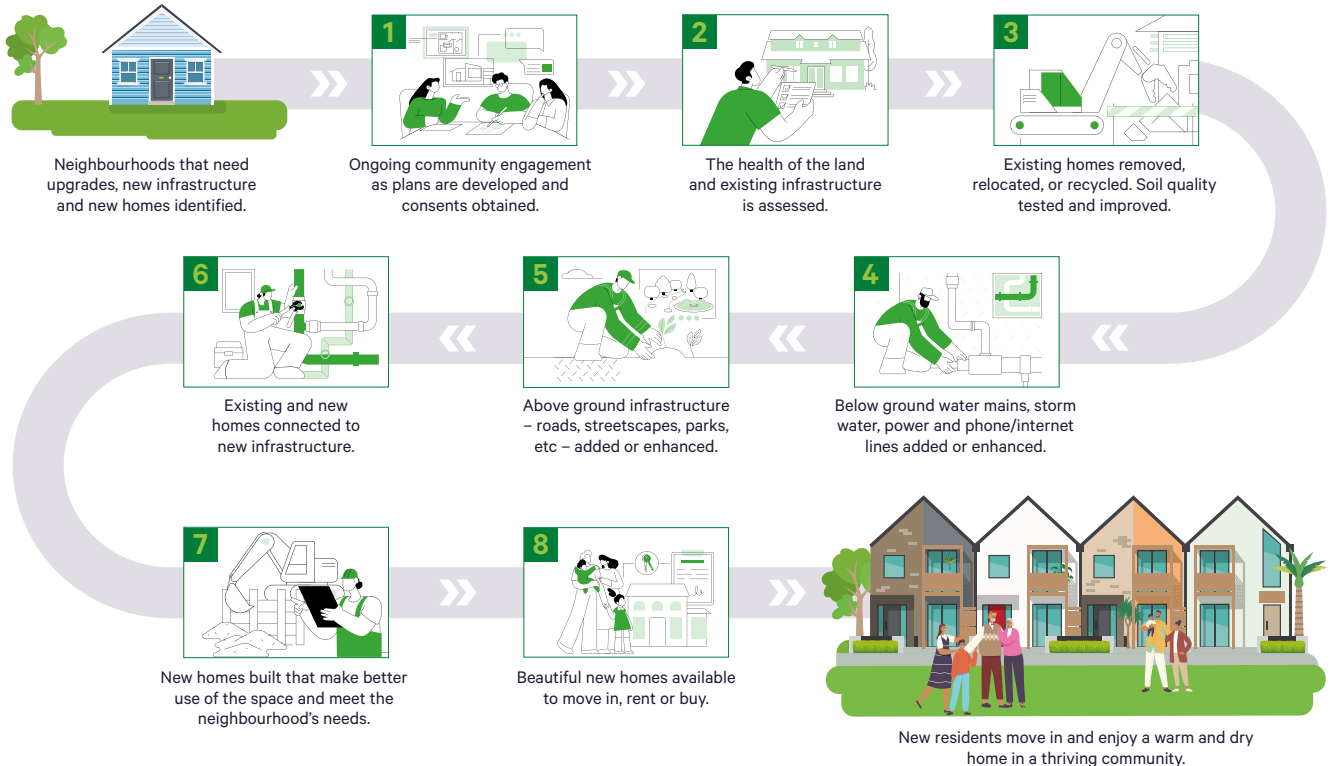 Neighbourhoods that need
upgrades, new infrastructure
and new homes identified.
1
Ongoing community engagement
as plans are developed and
consents obtained.
2
The health of the land
and existing infrastructure
is assessed.
3
Existing homes removed,
relocated, or recycled. Soil quality
tested and improved.
4
Below ground water mains, storm
water, power and phone/internet
lines added or enhanced.
5
Above ground infrastructure
– roads, streetscapes, parks,
etc – added or enhanced.
6
Existing and new
homes connected to
new infrastructure.
7
New homes built that make better
use of the space and meet the
neighbourhood’s needs.
8
Beautiful new homes available
to move in, rent or buy.
New residents move in and enjoy a warm and dry
home in a thriving community.